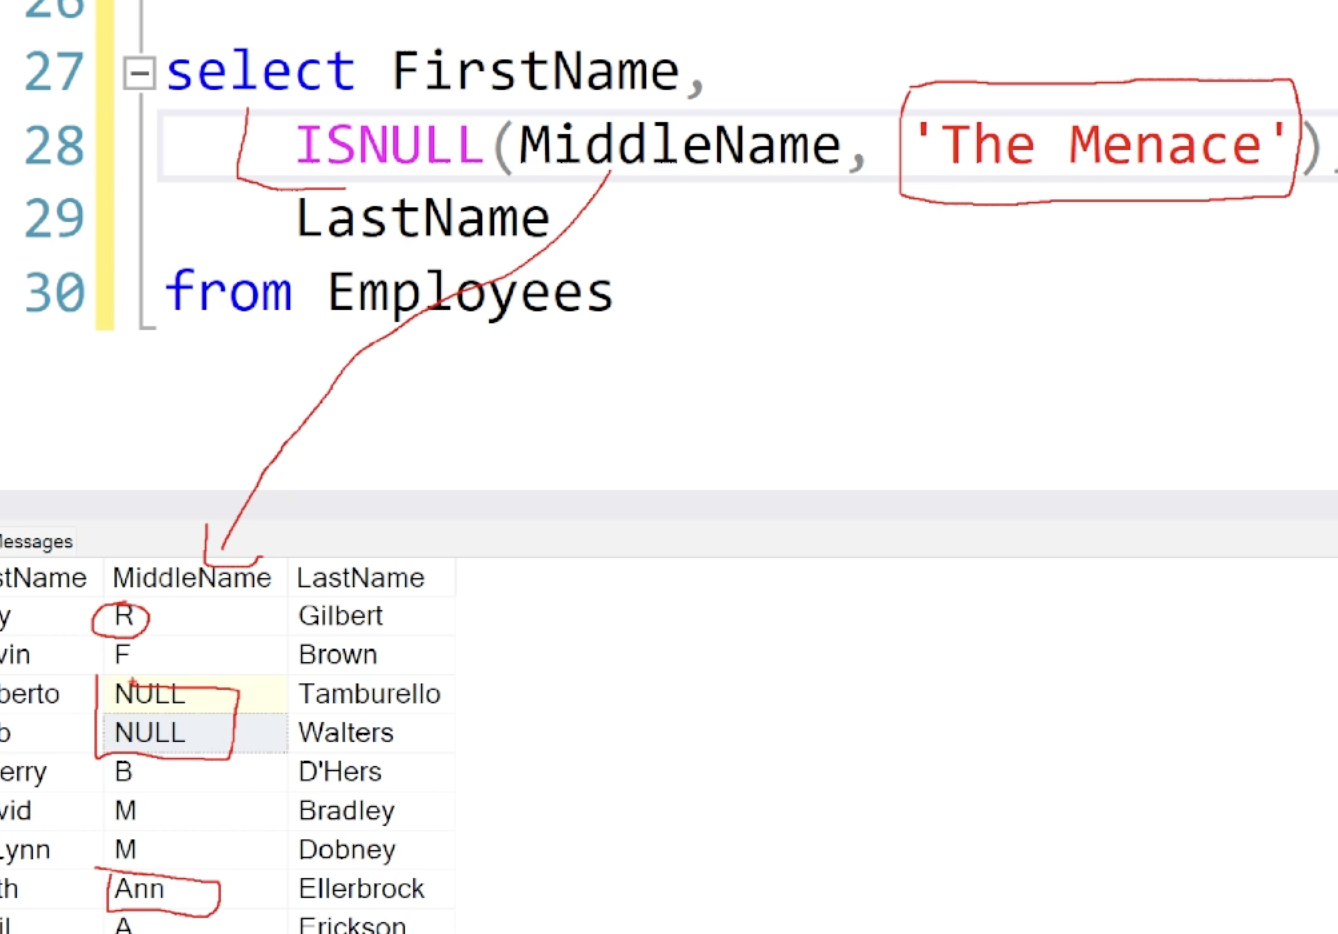 26
27 select FirstName,
28 ISNULL(MiddleName, 'The Menace'),
29 LastName
30 from Employees
Messages
stName MiddleName LastName
y R Gilbert
vin F Brown
berto NULL Tamburello
b NULL Walters
erry B D'Hers
vid M Bradley
Lynn M Dobney
th Ann Ellerbrock
il A Erickson